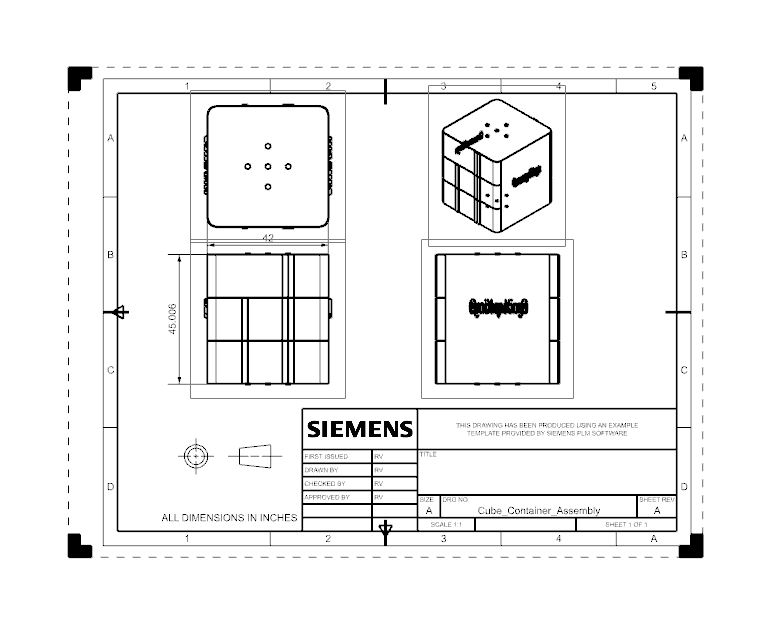 1 2 3 4 5
A A
B B
C C
D D
42
45.006
SIEMENS
THIS DRAWING HAS BEEN PRODUCED USING AN EXAMPLE
TEMPLATE PROVIDED BY SIEMENS PLM SOFTWARE
FIRST ISSUED RV
DRAWN BY RV
CHECKED BY RV
APPROVED BY RV
TITLE
SIZE
A
DRG NO.
Cube_Container_Assembly
SHEET REV
A
SCALE 1:1
SHEET 1 OF 1
ALL DIMENSIONS IN INCHES
1 2 3 4 A